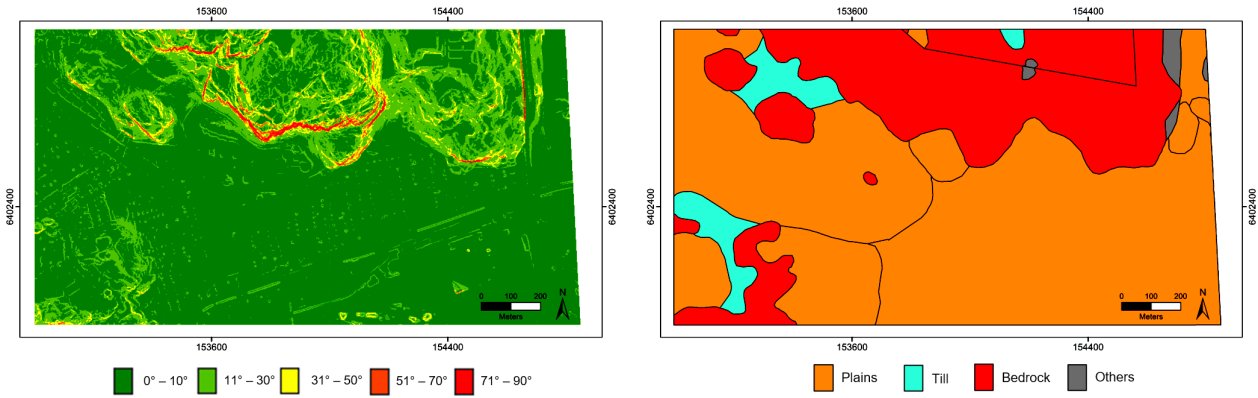 153600 154400 153600 154400
6402400 6402400 6402400 6402400
N N
0 100 200 0 100 200
Meters Meters
153600 154400 153600 154400
0° – 10° 11° – 30° 31° – 50° 51° – 70° 71° – 90° Plains Till Bedrock Others